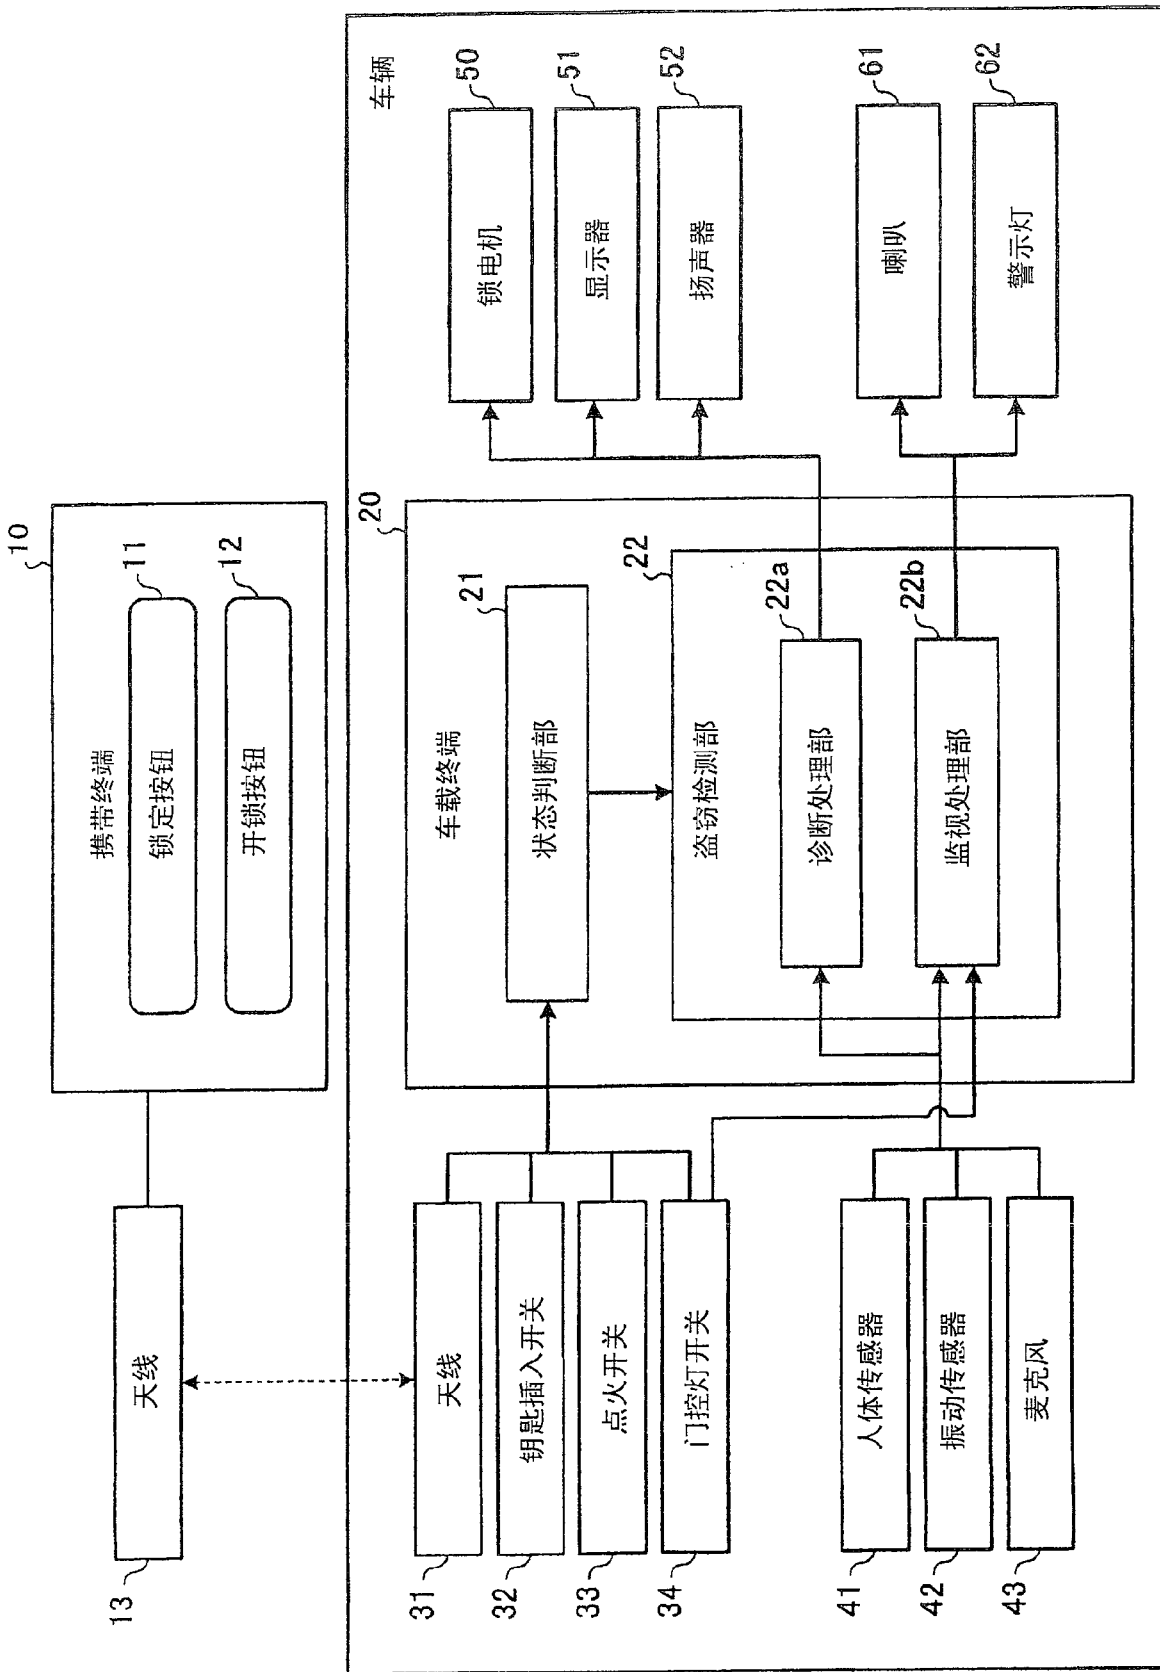 10
携带终端
锁定按钮
11
开锁按钮
12
天线
13
车辆
20
车载终端
状态判断部
21
盗窃检测部
22
诊断处理部
22a
监视处理部
22b
天线
31
钥匙插入开关
32
点火开关
33
门控灯开关
34
人体传感器
41
振动传感器
42
麦克风
43
锁电机
50
显示器
51
扬声器
52
喇叭
61
警示灯
62